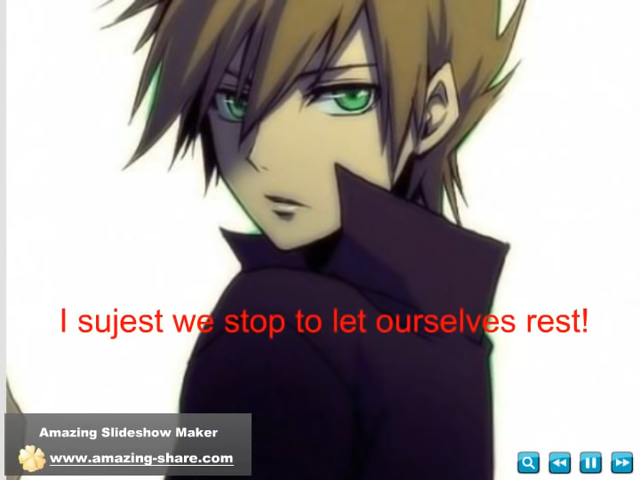 I sujest we stop to let ourselves rest!
Amazing Slideshow Maker
www.amazing-share.com